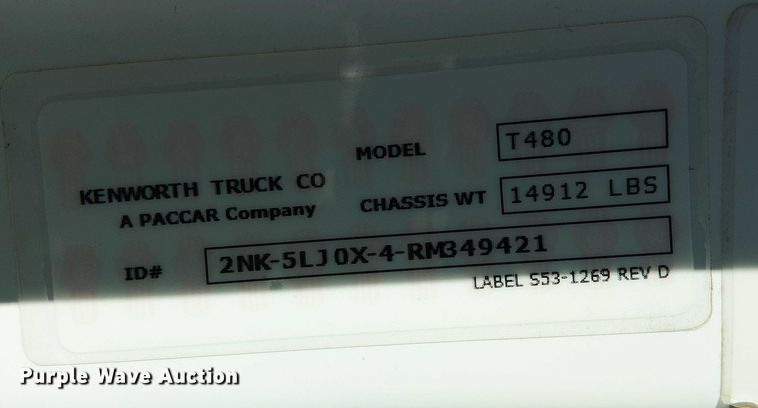 MODEL T480
KENWORTH TRUCK CO
A PACCAR Company
CHASSIS WT 14912 LBS
ID# 2NK-5LJ0X-4-RM349421
LABEL S53-1269 REV D
Purple Wave Auction